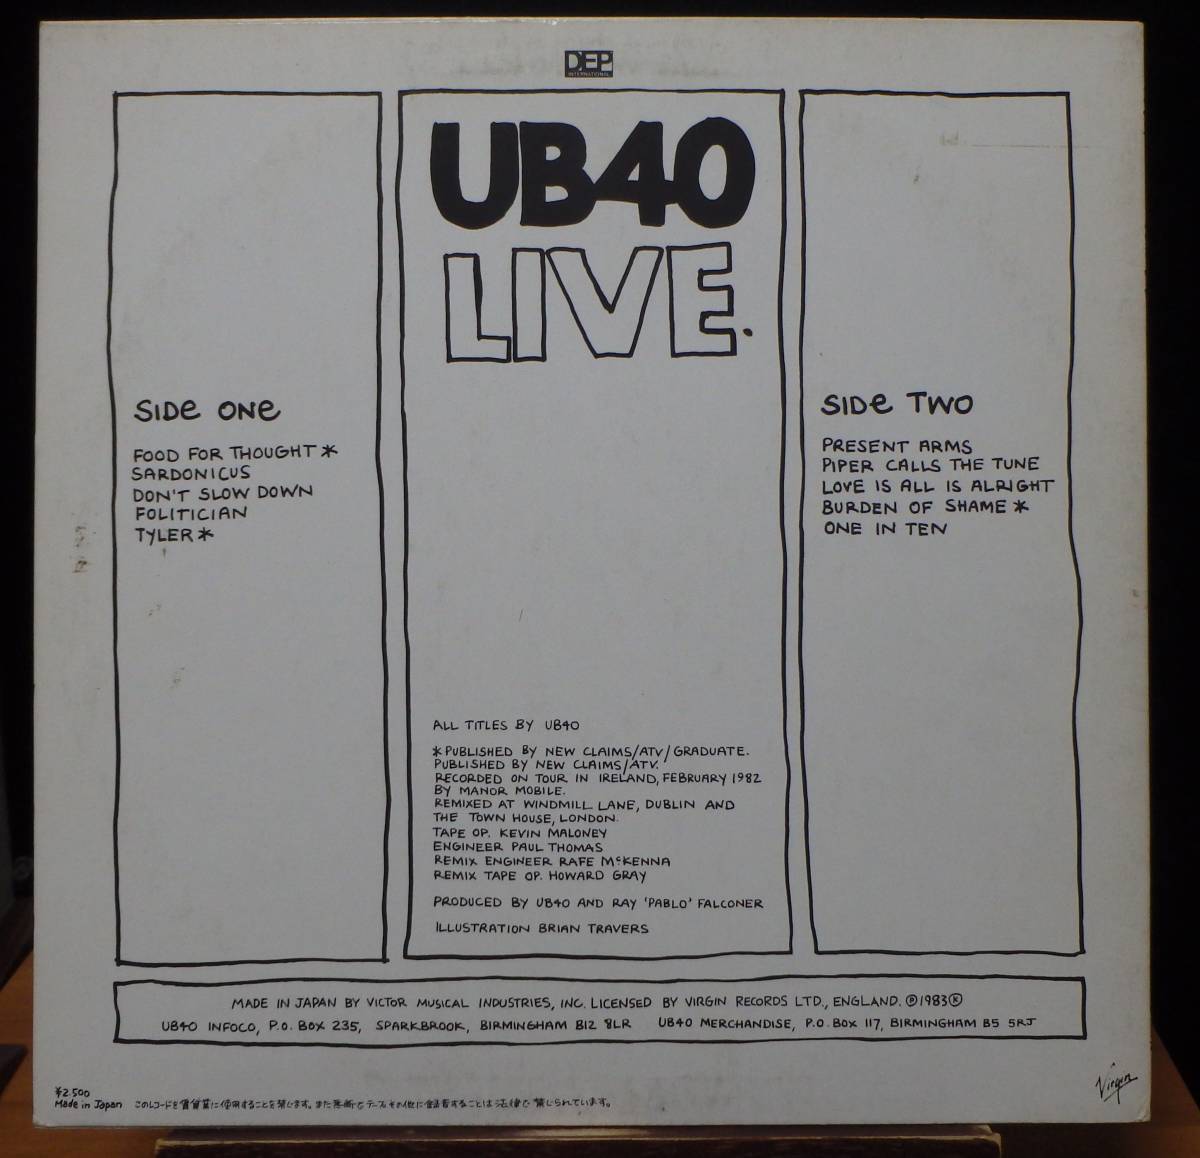 DEP
INTERNATIONAL
UB40
LIVE.
SIDE ONE
FOOD FOR THOUGHT *
SARDONICUS
DON'T SLOW DOWN
FOLITICIAN
TYLER *
SIDE TWO
PRESENT ARMS
PIPER CALLS THE TUNE
LOVE IS ALL IS ALRIGHT
BURDEN OF SHAME *
ONE IN TEN
ALL TITLES BY UB40
* PUBLISHED BY NEW CLAIMS/ATV/GRADUATE.
PUBLISHED BY NEW CLAIMS/ATV.
RECORDED ON TOUR IN IRELAND, FEBRUARY 1982
BY MANOR MOBILE.
REMIXED AT WINDMILL LANE, DUBLIN AND
THE TOWN HOUSE, LONDON.
TAPE OP. KEVIN MALONEY
ENGINEER PAUL THOMAS
REMIX ENGINEER RAFE McKENNA
REMIX TAPE OP. HOWARD GRAY
PRODUCED BY UB40 AND RAY 'PABLO' FALCONER
ILLUSTRATION BRIAN TRAVERS
MADE IN JAPAN BY VICTOR MUSICAL INDUSTRIES, INC. LICENSED BY VIRGIN RECORDS LTD., ENGLAND. Ⓟ1983Ⓡ
UB40 INFOCO, P.O. BOX 235, SPARKBROOK, BIRMINGHAM B12 8LR UB40 MERCHANDISE, P.O. BOX 117, BIRMINGHAM B5 5RJ
¥2,500
Made in Japan このレコードを賃貸業に使用することを禁じます。また無断でテープその他に録音することは法律で禁じられています。
Virgin